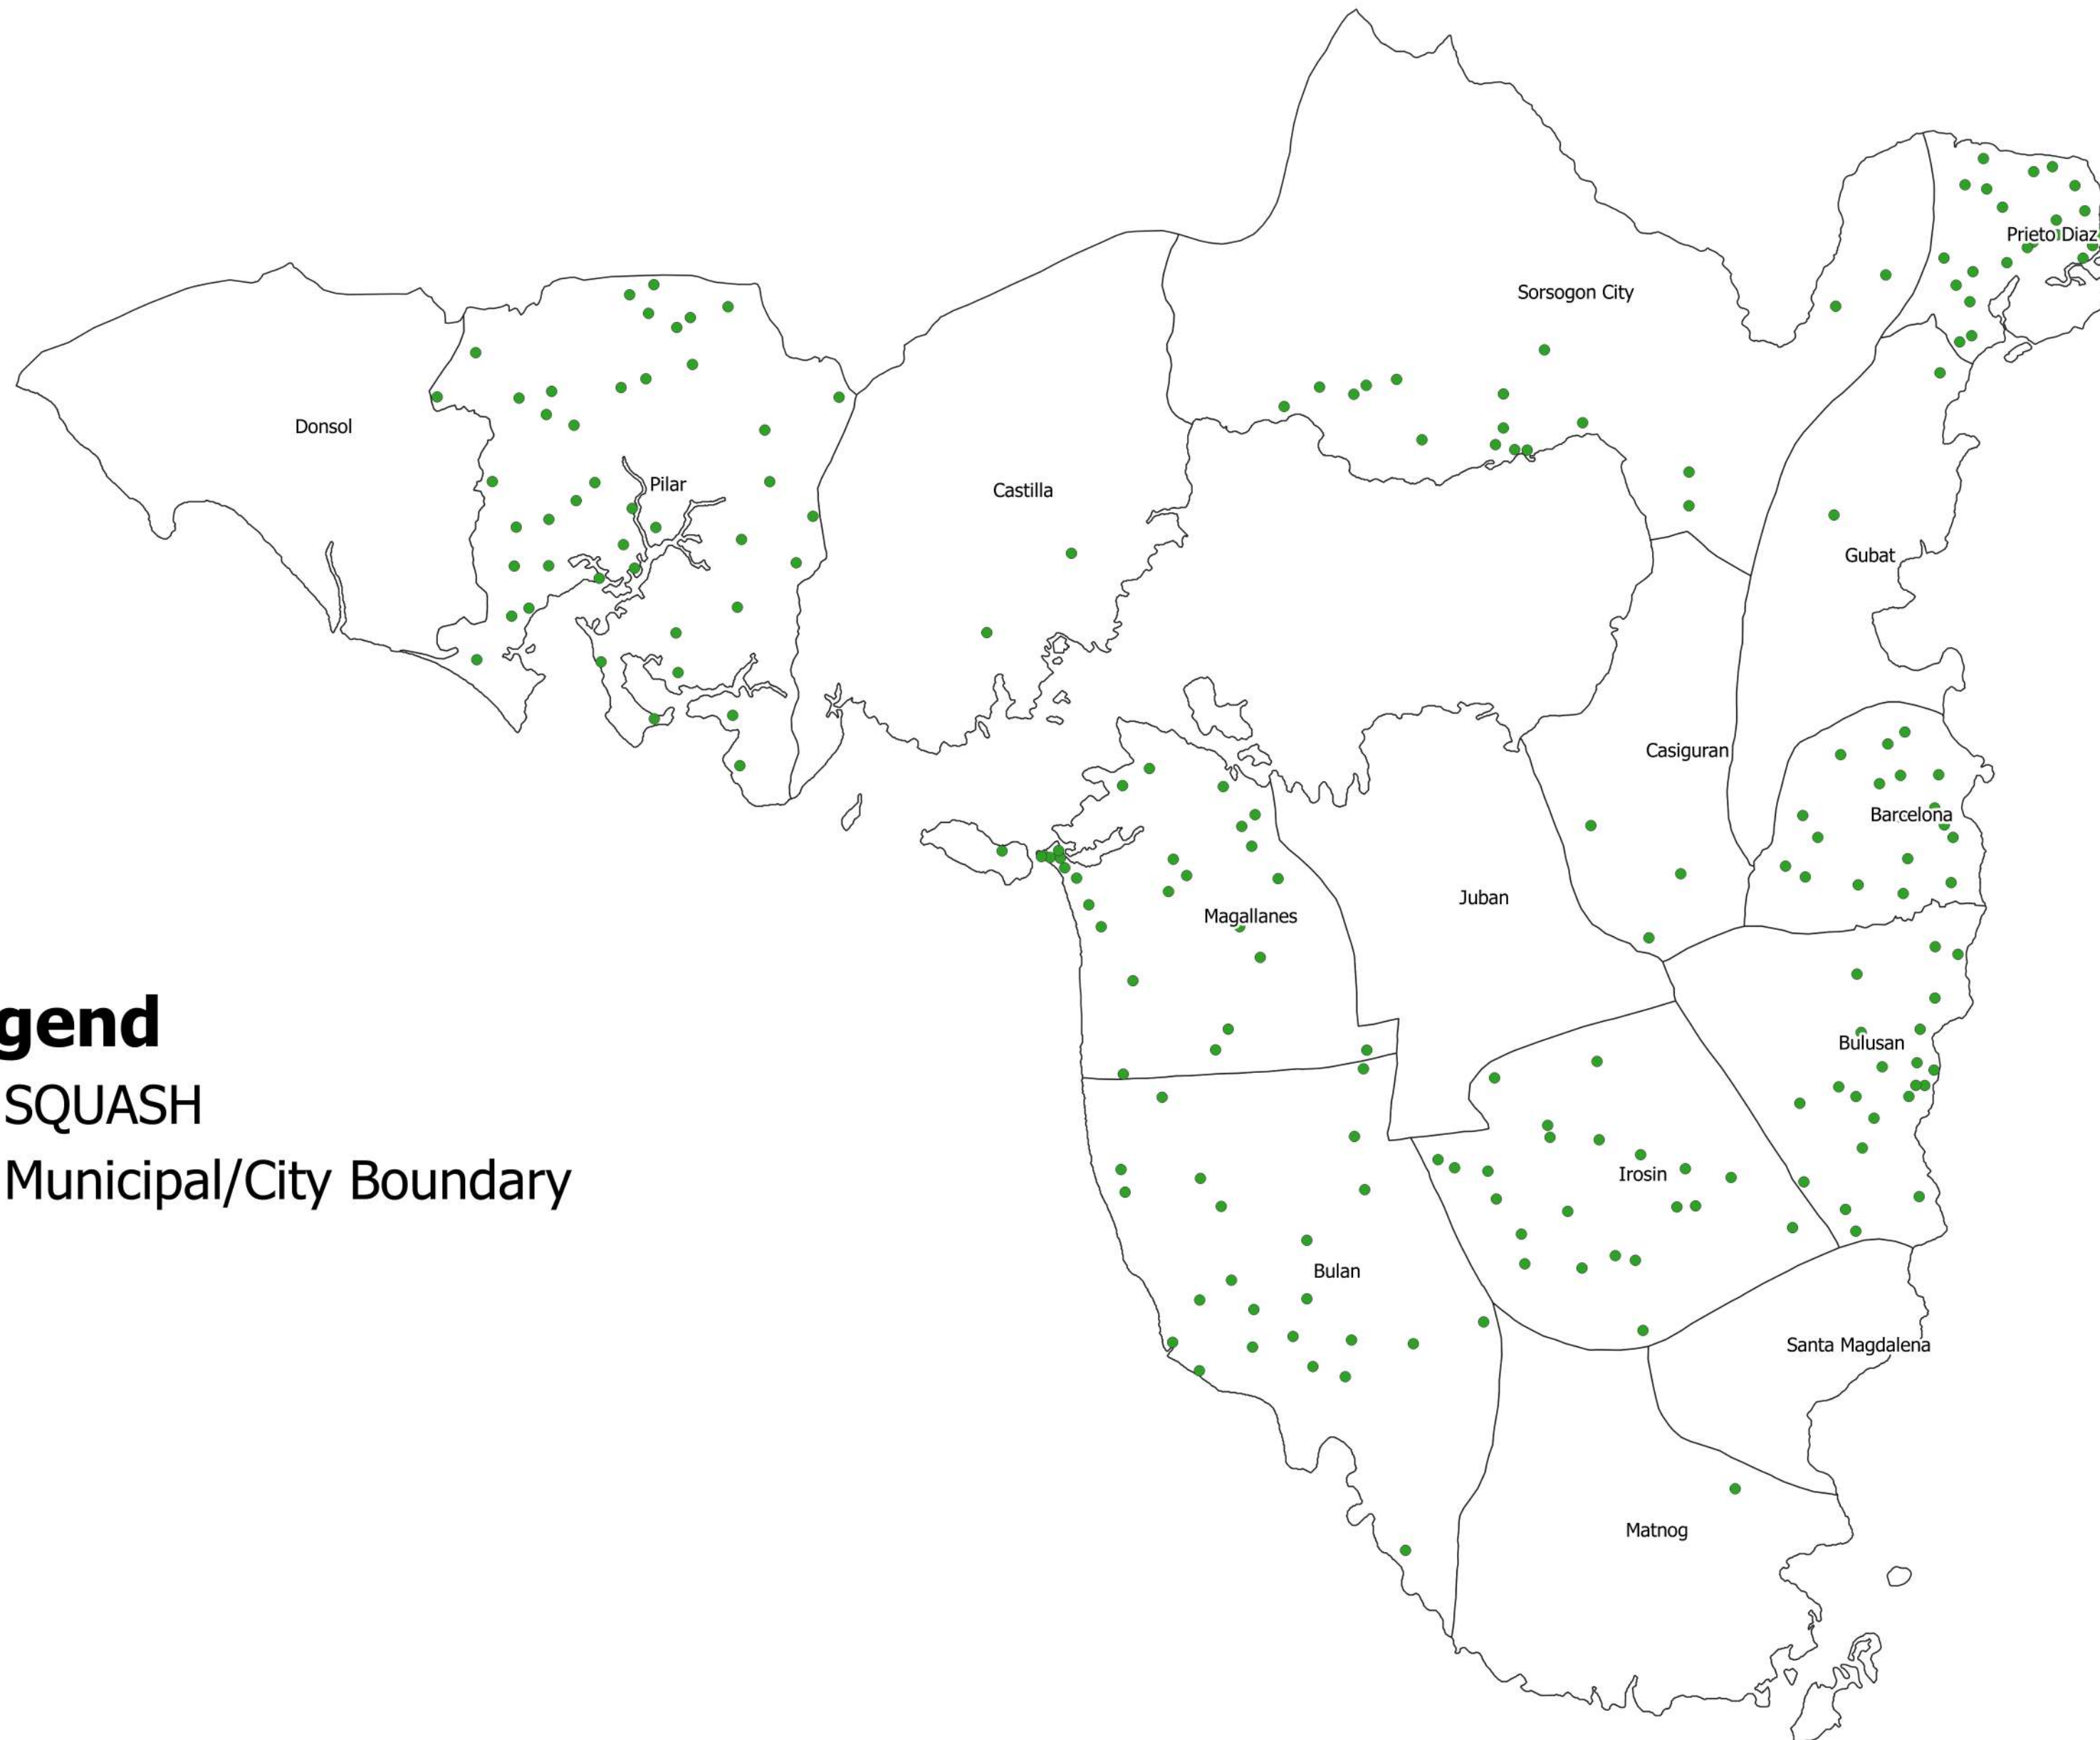 Sorsogon City
Prieto Diaz
Donsol
Pilar
Castilla
Gubat
Casiguran
Barcelona
Juban
Magallanes
gend
SQUASH
Municipal/City Boundary
Bulusan
Irosin
Bulan
Santa Magdalena
Matnog